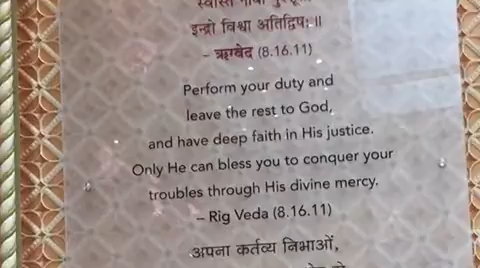 स्वस्ति नावा पुरुहूतः
इन्द्रो विश्वा अतिद्विषः॥
– ऋग्वेद (8.16.11)
Perform your duty and
leave the rest to God,
and have deep faith in His justice.
Only He can bless you to conquer your
troubles through His divine mercy.
– Rig Veda (8.16.11)
अपना कर्तव्य निभाओं,